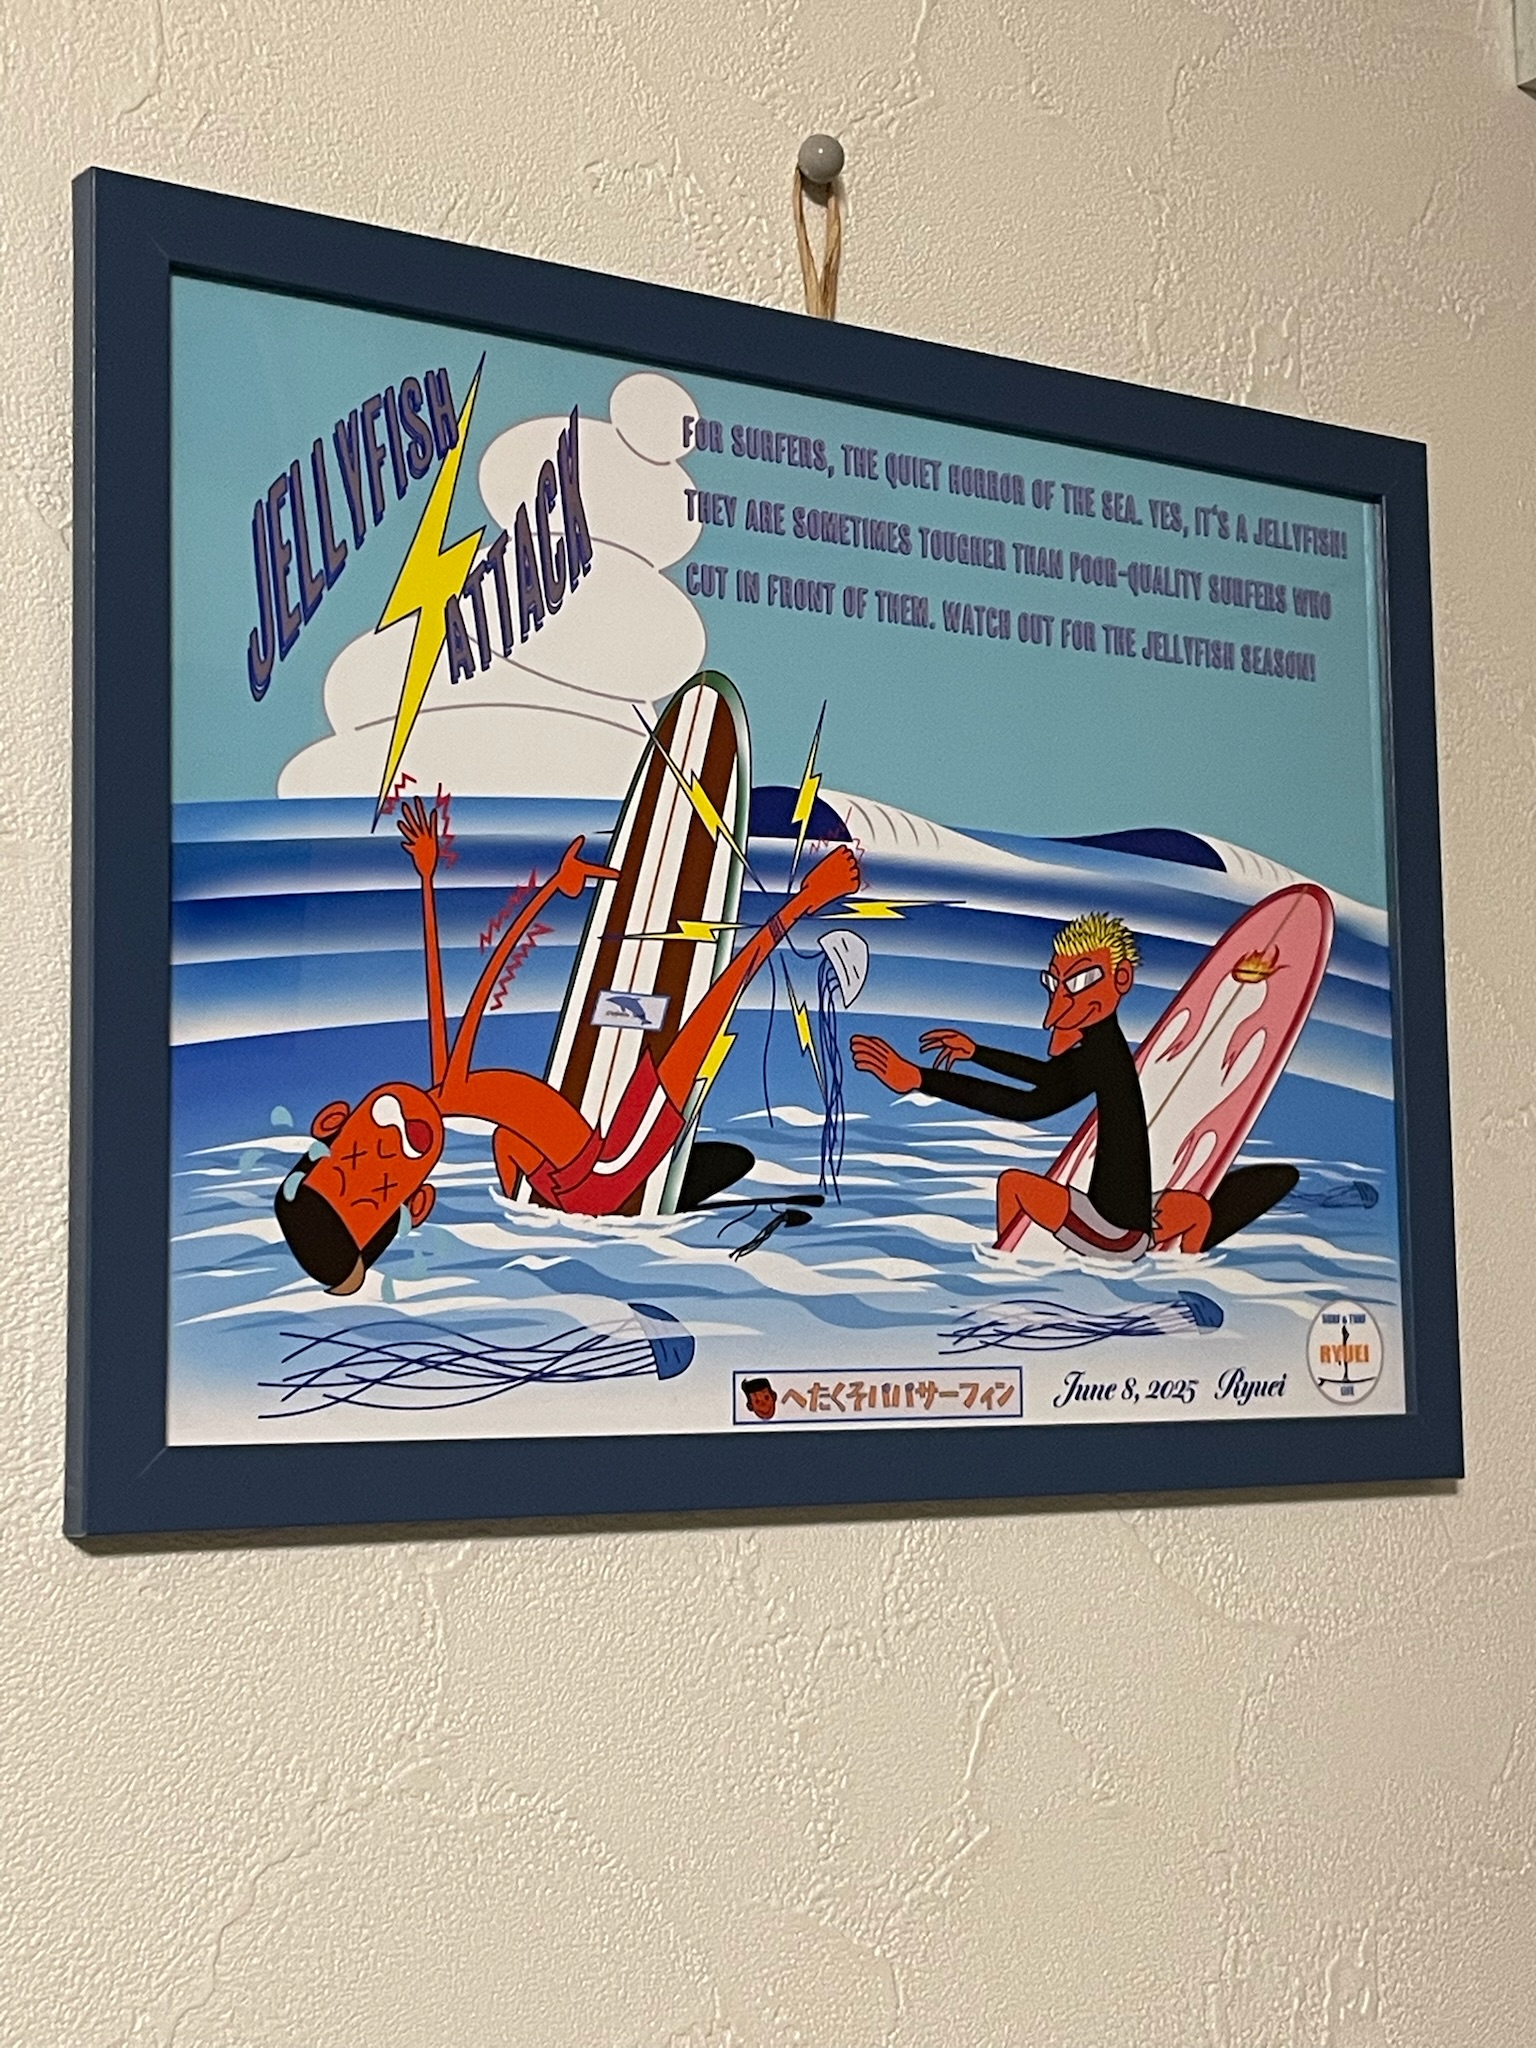 JELLYFISH
ATTACK
FOR SURFERS, THE QUIET HORROR OF THE SEA. YES, IT'S A JELLYFISH!
THEY ARE SOMETIMES TOUGHER THAN POOR-QUALITY SURFERS WHO
CUT IN FRONT OF THEM. WATCH OUT FOR THE JELLYFISH SEASON!
へたくそパパサーフィン
June 8, 2025 Ryuei
RYUEI
LIFE